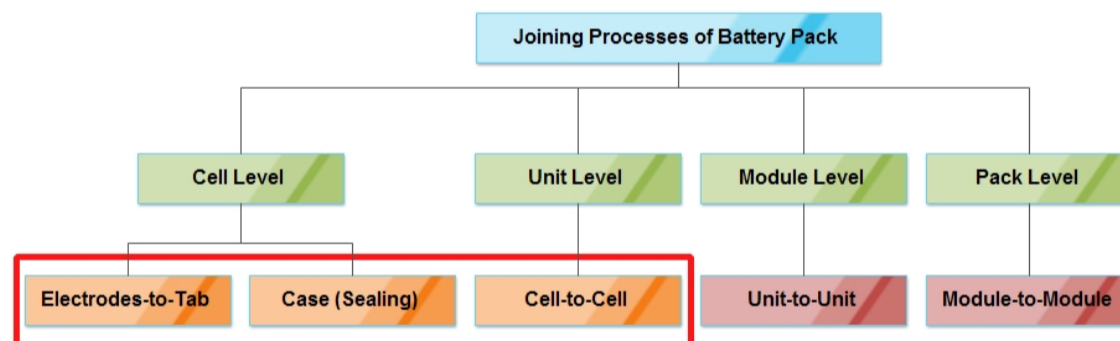 Joining Processes of Battery Pack
Cell Level
Unit Level
Module Level
Pack Level
Electrodes-to-Tab
Case (Sealing)
Cell-to-Cell
Unit-to-Unit
Module-to-Module